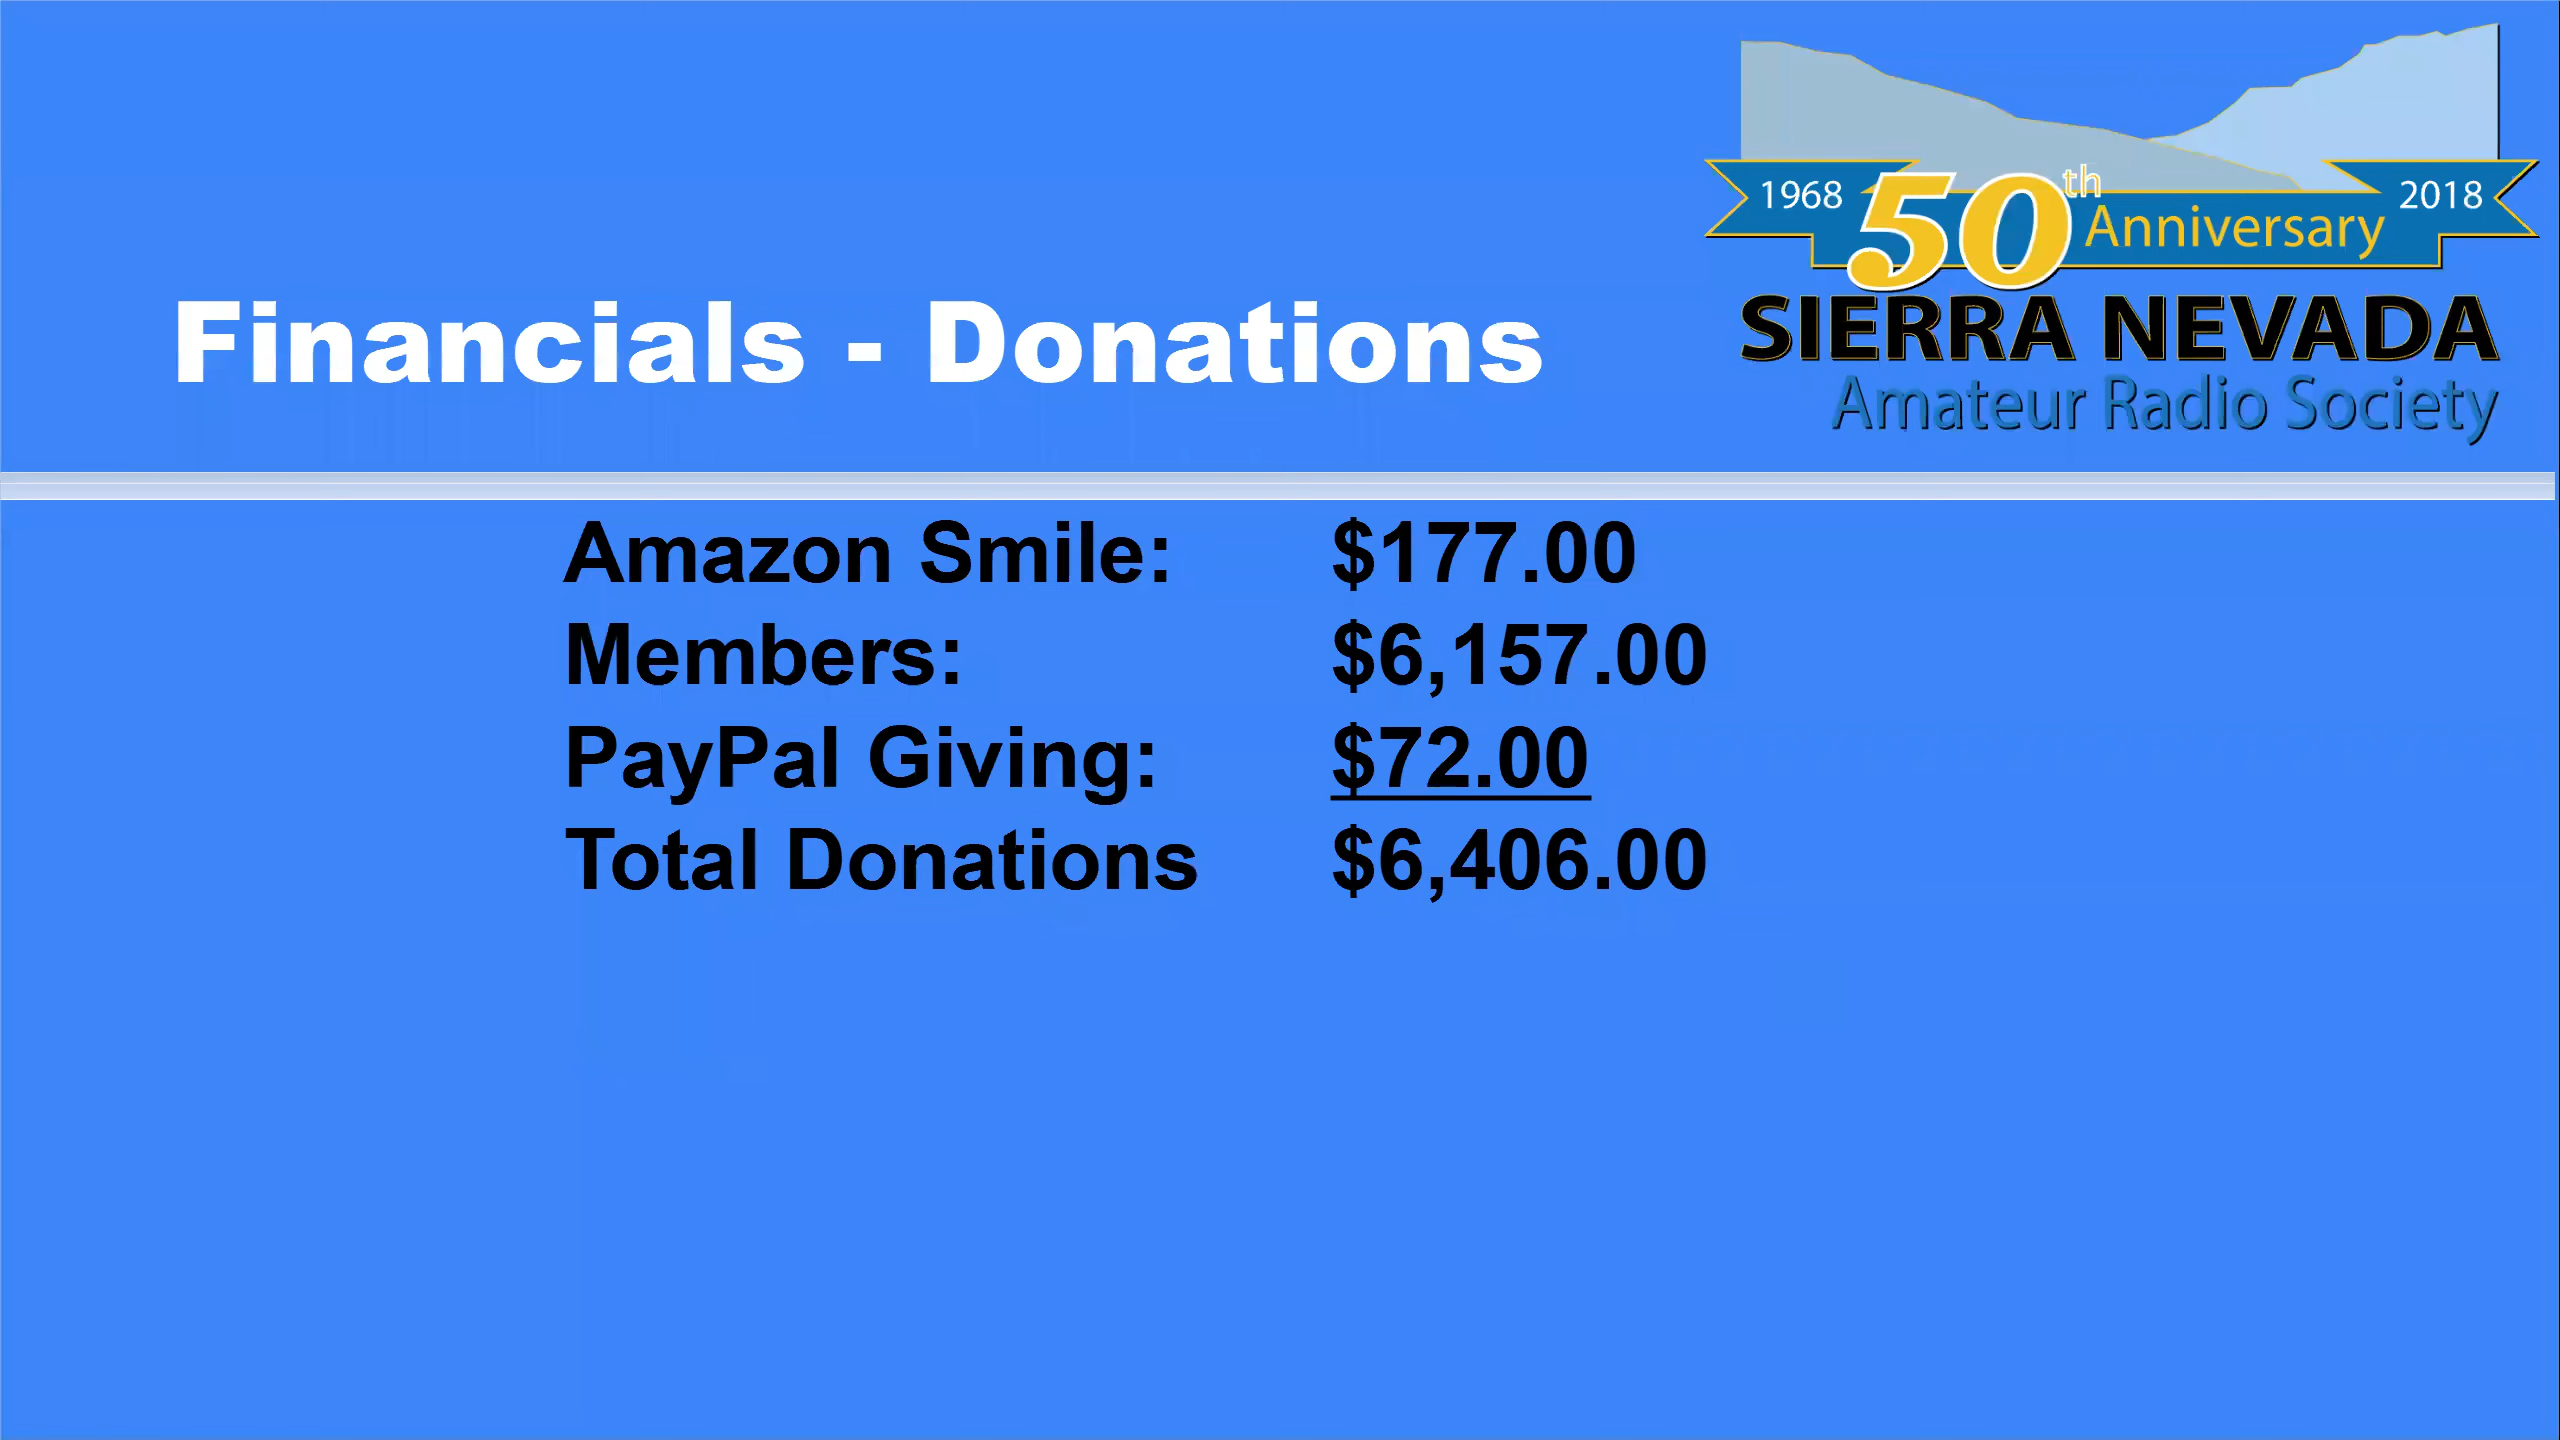 1968 50th Anniversary 2018
SIERRA NEVADA
Amateur Radio Society
Financials - Donations
Amazon Smile: $177.00
Members: $6,157.00
PayPal Giving: $72.00
Total Donations $6,406.00